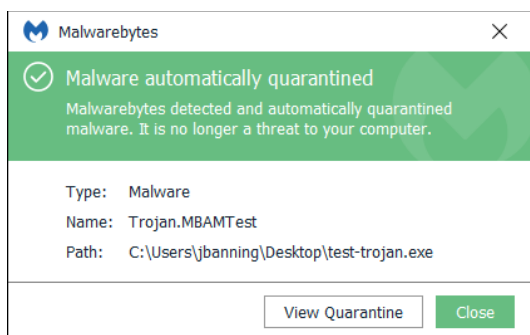 Malwarebytes
Malware automatically quarantined
Malwarebytes detected and automatically quarantined
malware. It is no longer a threat to your computer.
Type: Malware
Name: Trojan.MBAMTest
Path: C:\Users\jbanning\Desktop\test-trojan.exe
View Quarantine Close